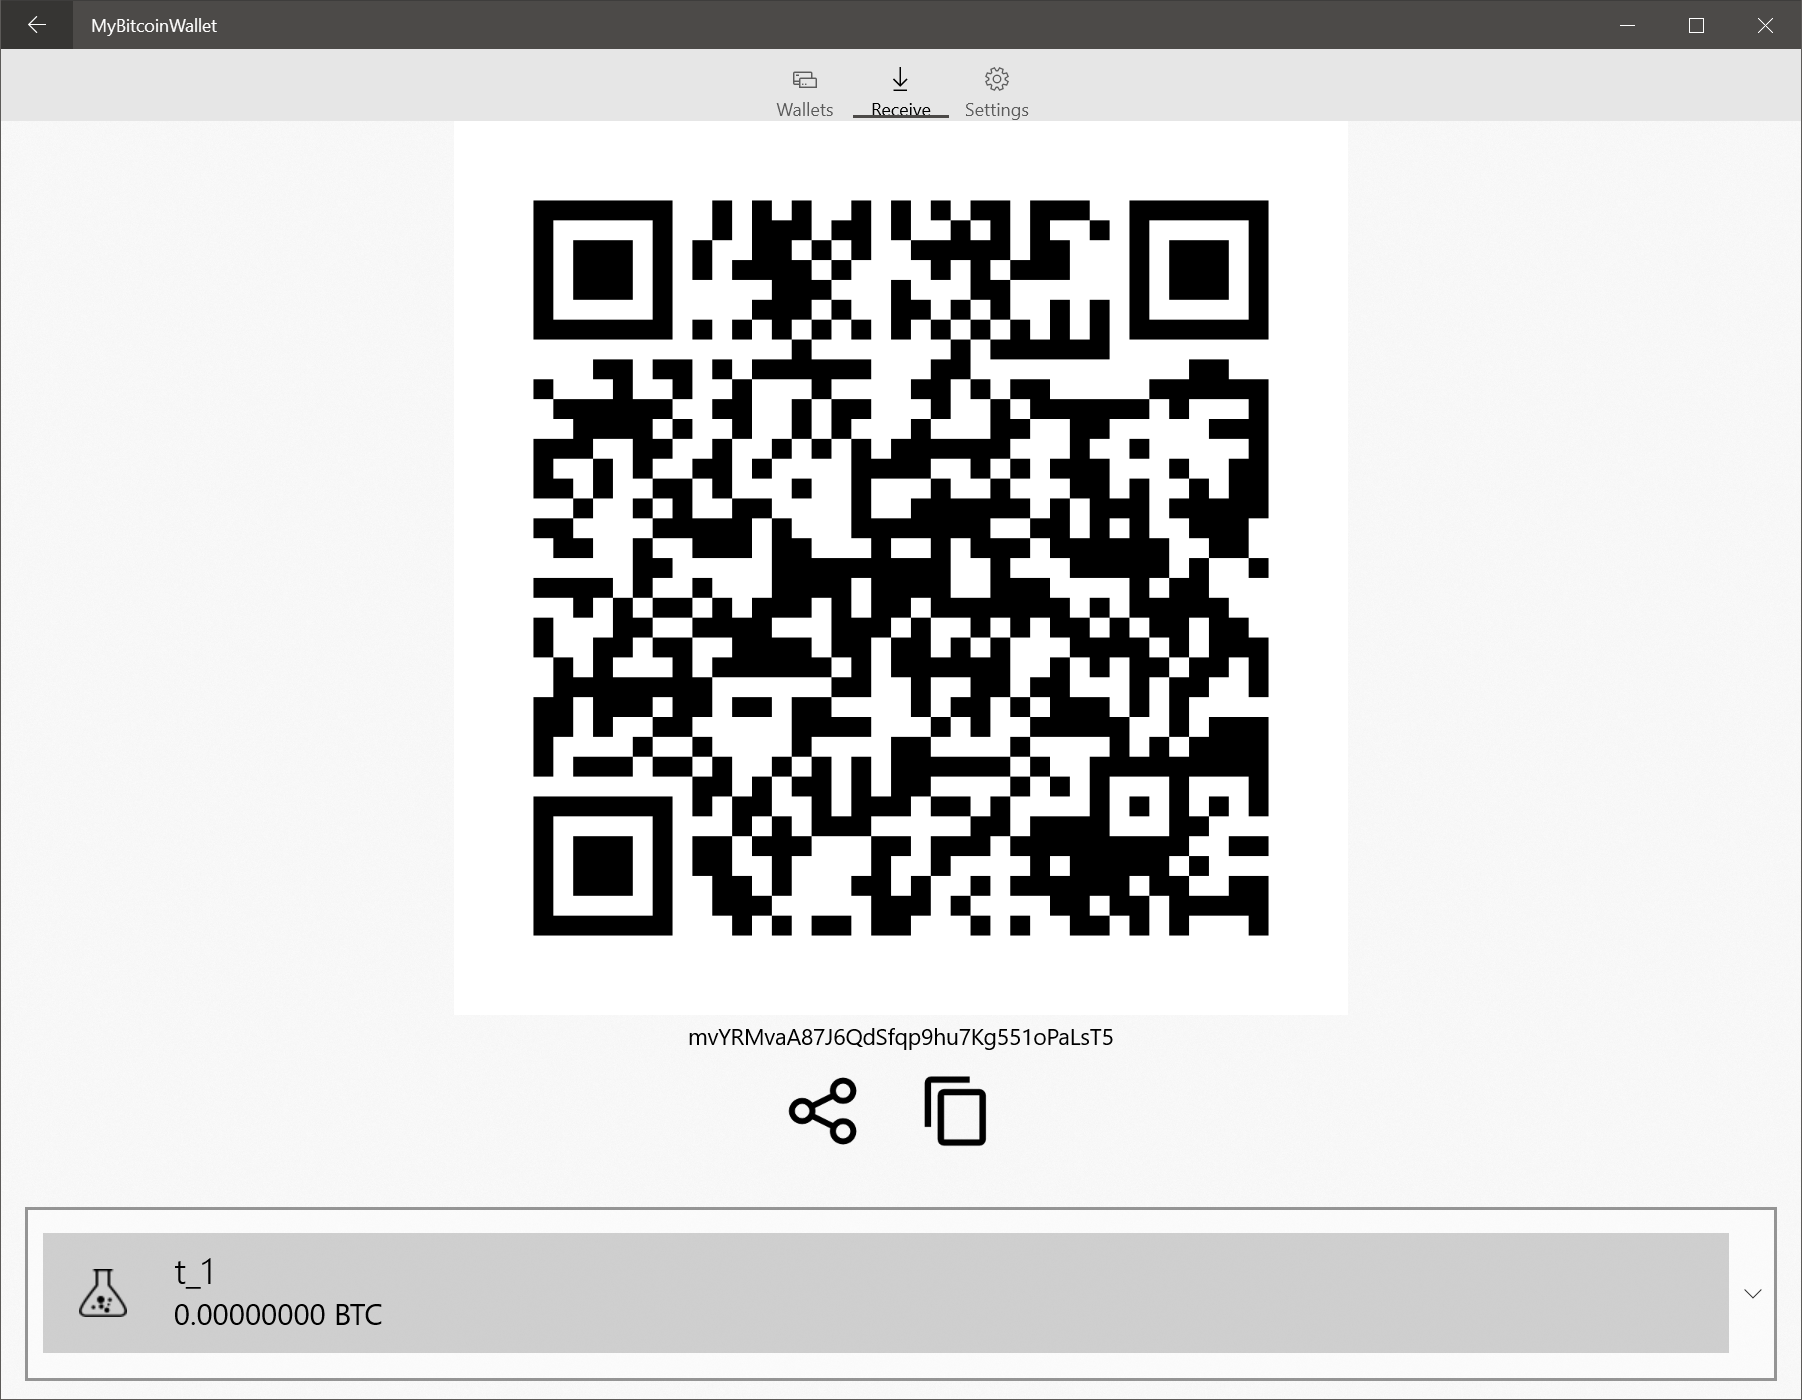 MyBitcoinWallet
Wallets
Receive
Settings
mvYRMvaA87J6QdSfqp9hu7Kg551oPaLsT5
t_1
0.00000000 BTC